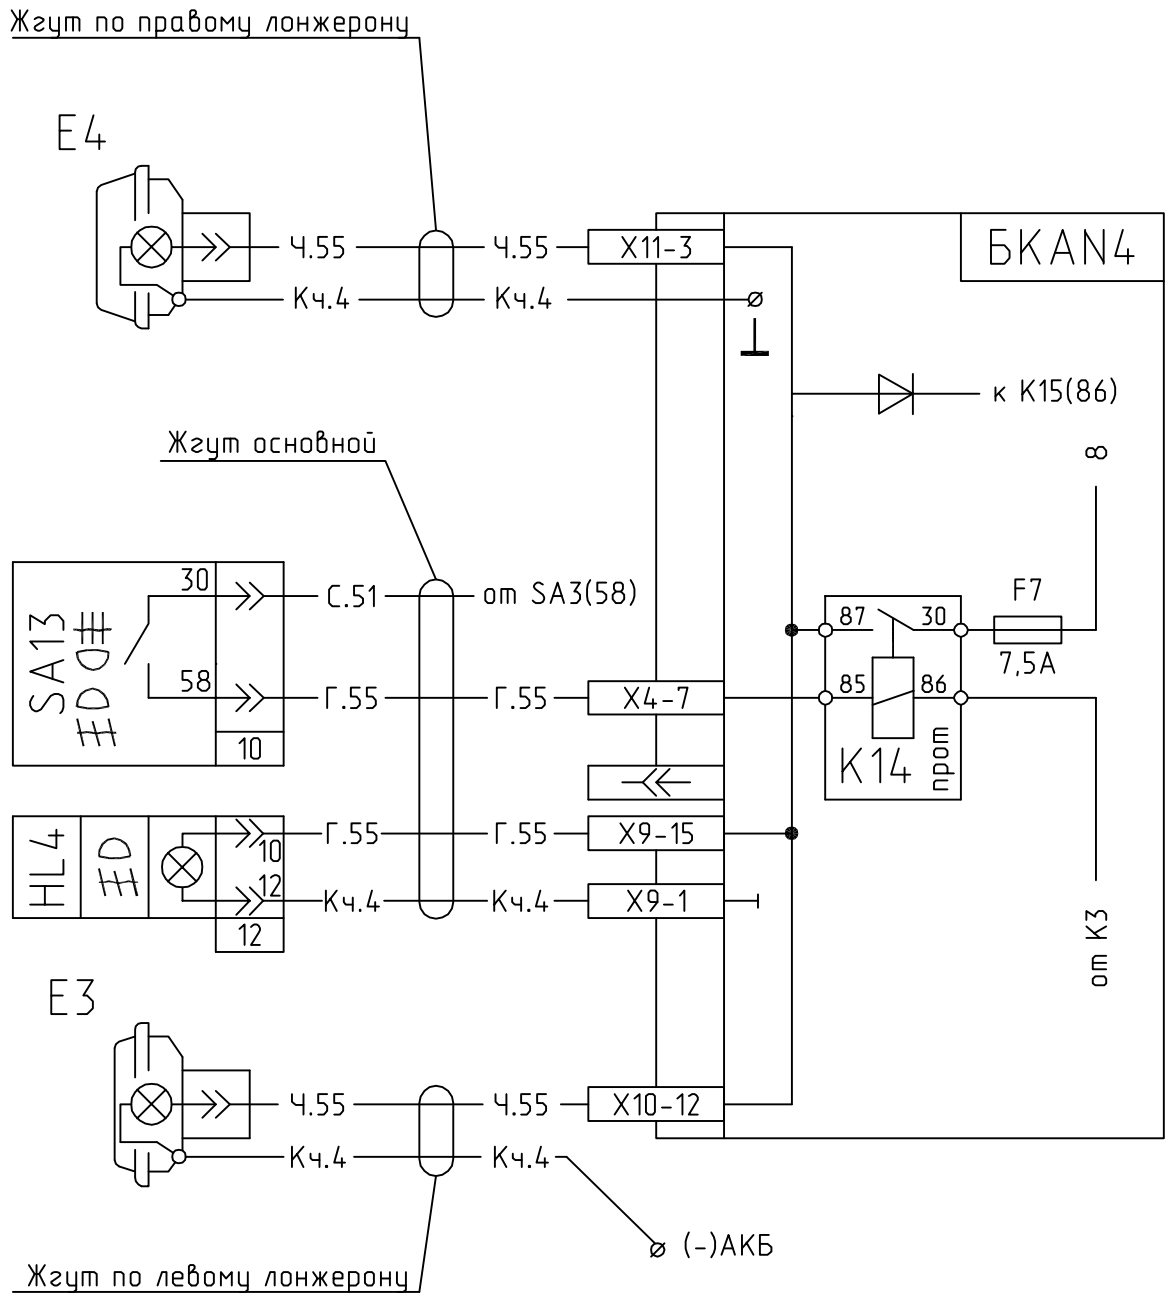 Жгут по правому лонжерону
E4
Ч.55
Ч.55
X11-3
БКАN4
Кч.4
Кч.4
к К15(86)
Жгут основной
8
SA13
30
С.51
от SA3(58)
F7
87
30
7,5А
58
Г.55
Г.55
X4-7
85
86
10
К14
прот
HL4
10
Г.55
Г.55
X9-15
12
Кч.4
Кч.4
X9-1
12
от К3
E3
Ч.55
Ч.55
X10-12
Кч.4
Кч.4
(-)АКБ
Жгут по левому лонжерону